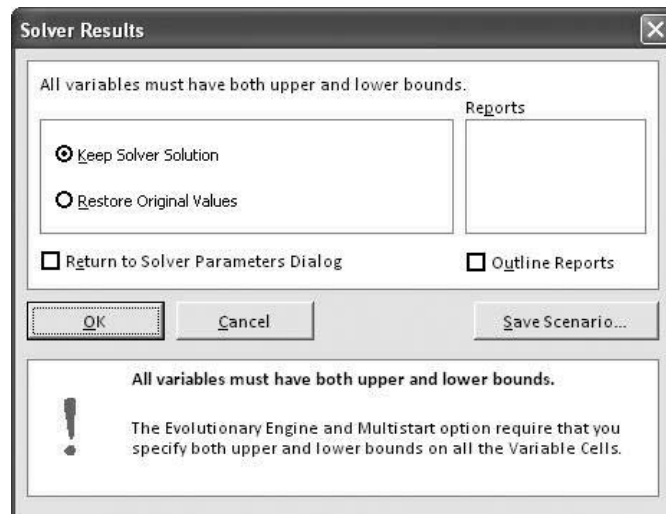 Solver Results
All variables must have both upper and lower bounds.
Reports
Keep Solver Solution
Restore Original Values
Return to Solver Parameters Dialog
Outline Reports
OK
Cancel
Save Scenario...
All variables must have both upper and lower bounds.
The Evolutionary Engine and Multistart option require that you
specify both upper and lower bounds on all the Variable Cells.